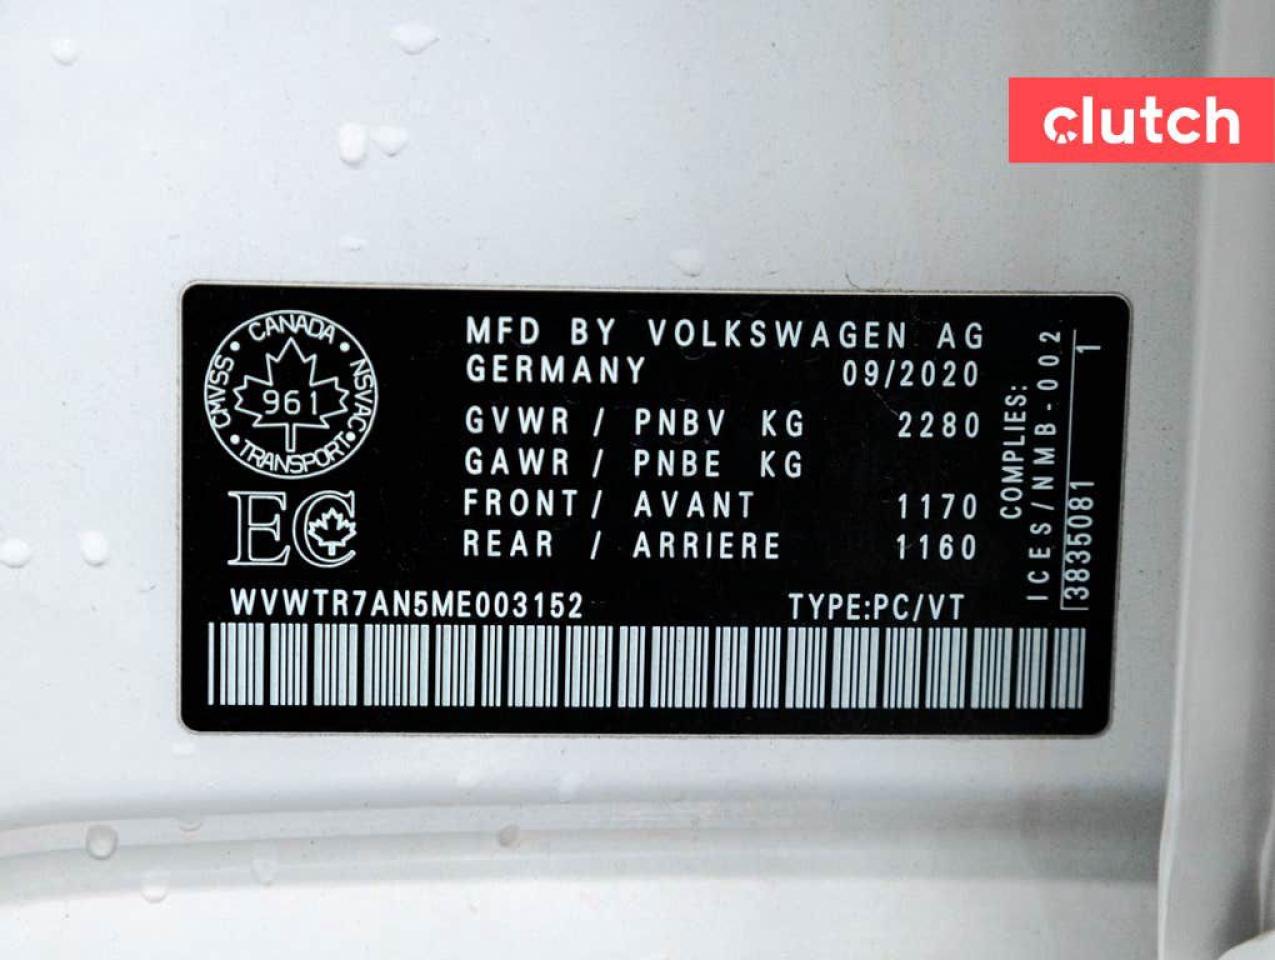 clutch
CMVSS • CANADA • NSVAC • TRANSPORT •
961
EC
MFD BY VOLKSWAGEN AG
GERMANY 09/2020
GVWR / PNBV KG 2280
GAWR / PNBE KG
FRONT / AVANT 1170
REAR / ARRIERE 1160
WVWTR7AN5ME003152 TYPE:PC/VT
COMPLIES:
ICES/NMB-002
3835081 1